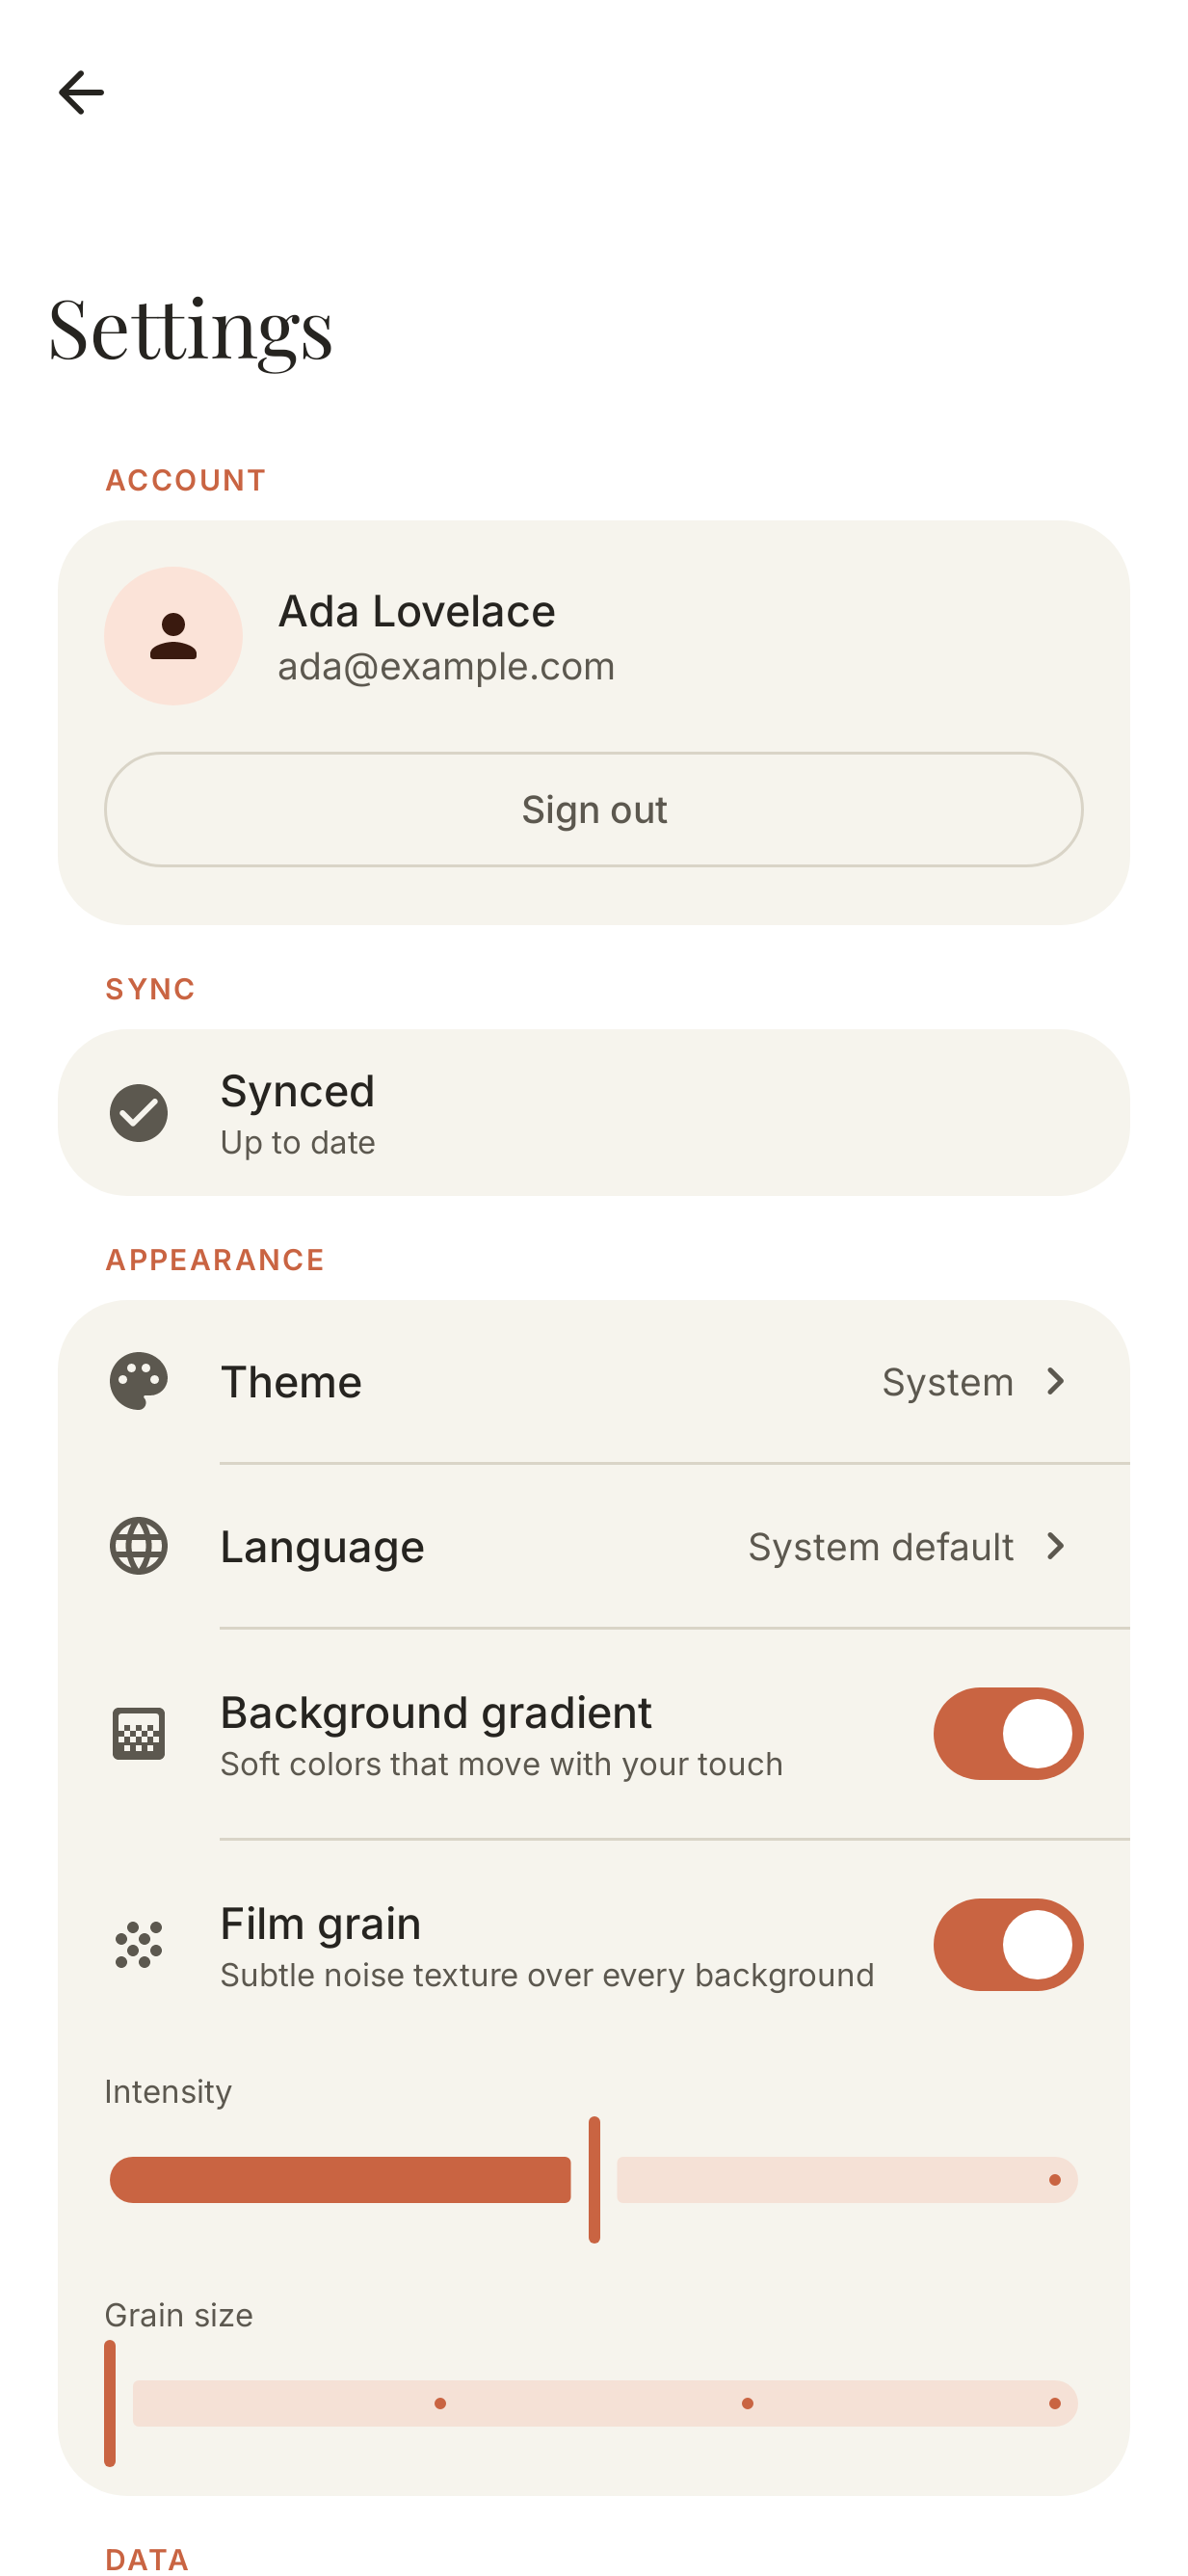 Settings
ACCOUNT
Ada Lovelace
ada@example.com
Sign out
SYNC
Synced
Up to date
APPEARANCE
Theme
System
Language
System default
Background gradient
Soft colors that move with your touch
Film grain
Subtle noise texture over every background
Intensity
Grain size
DATA